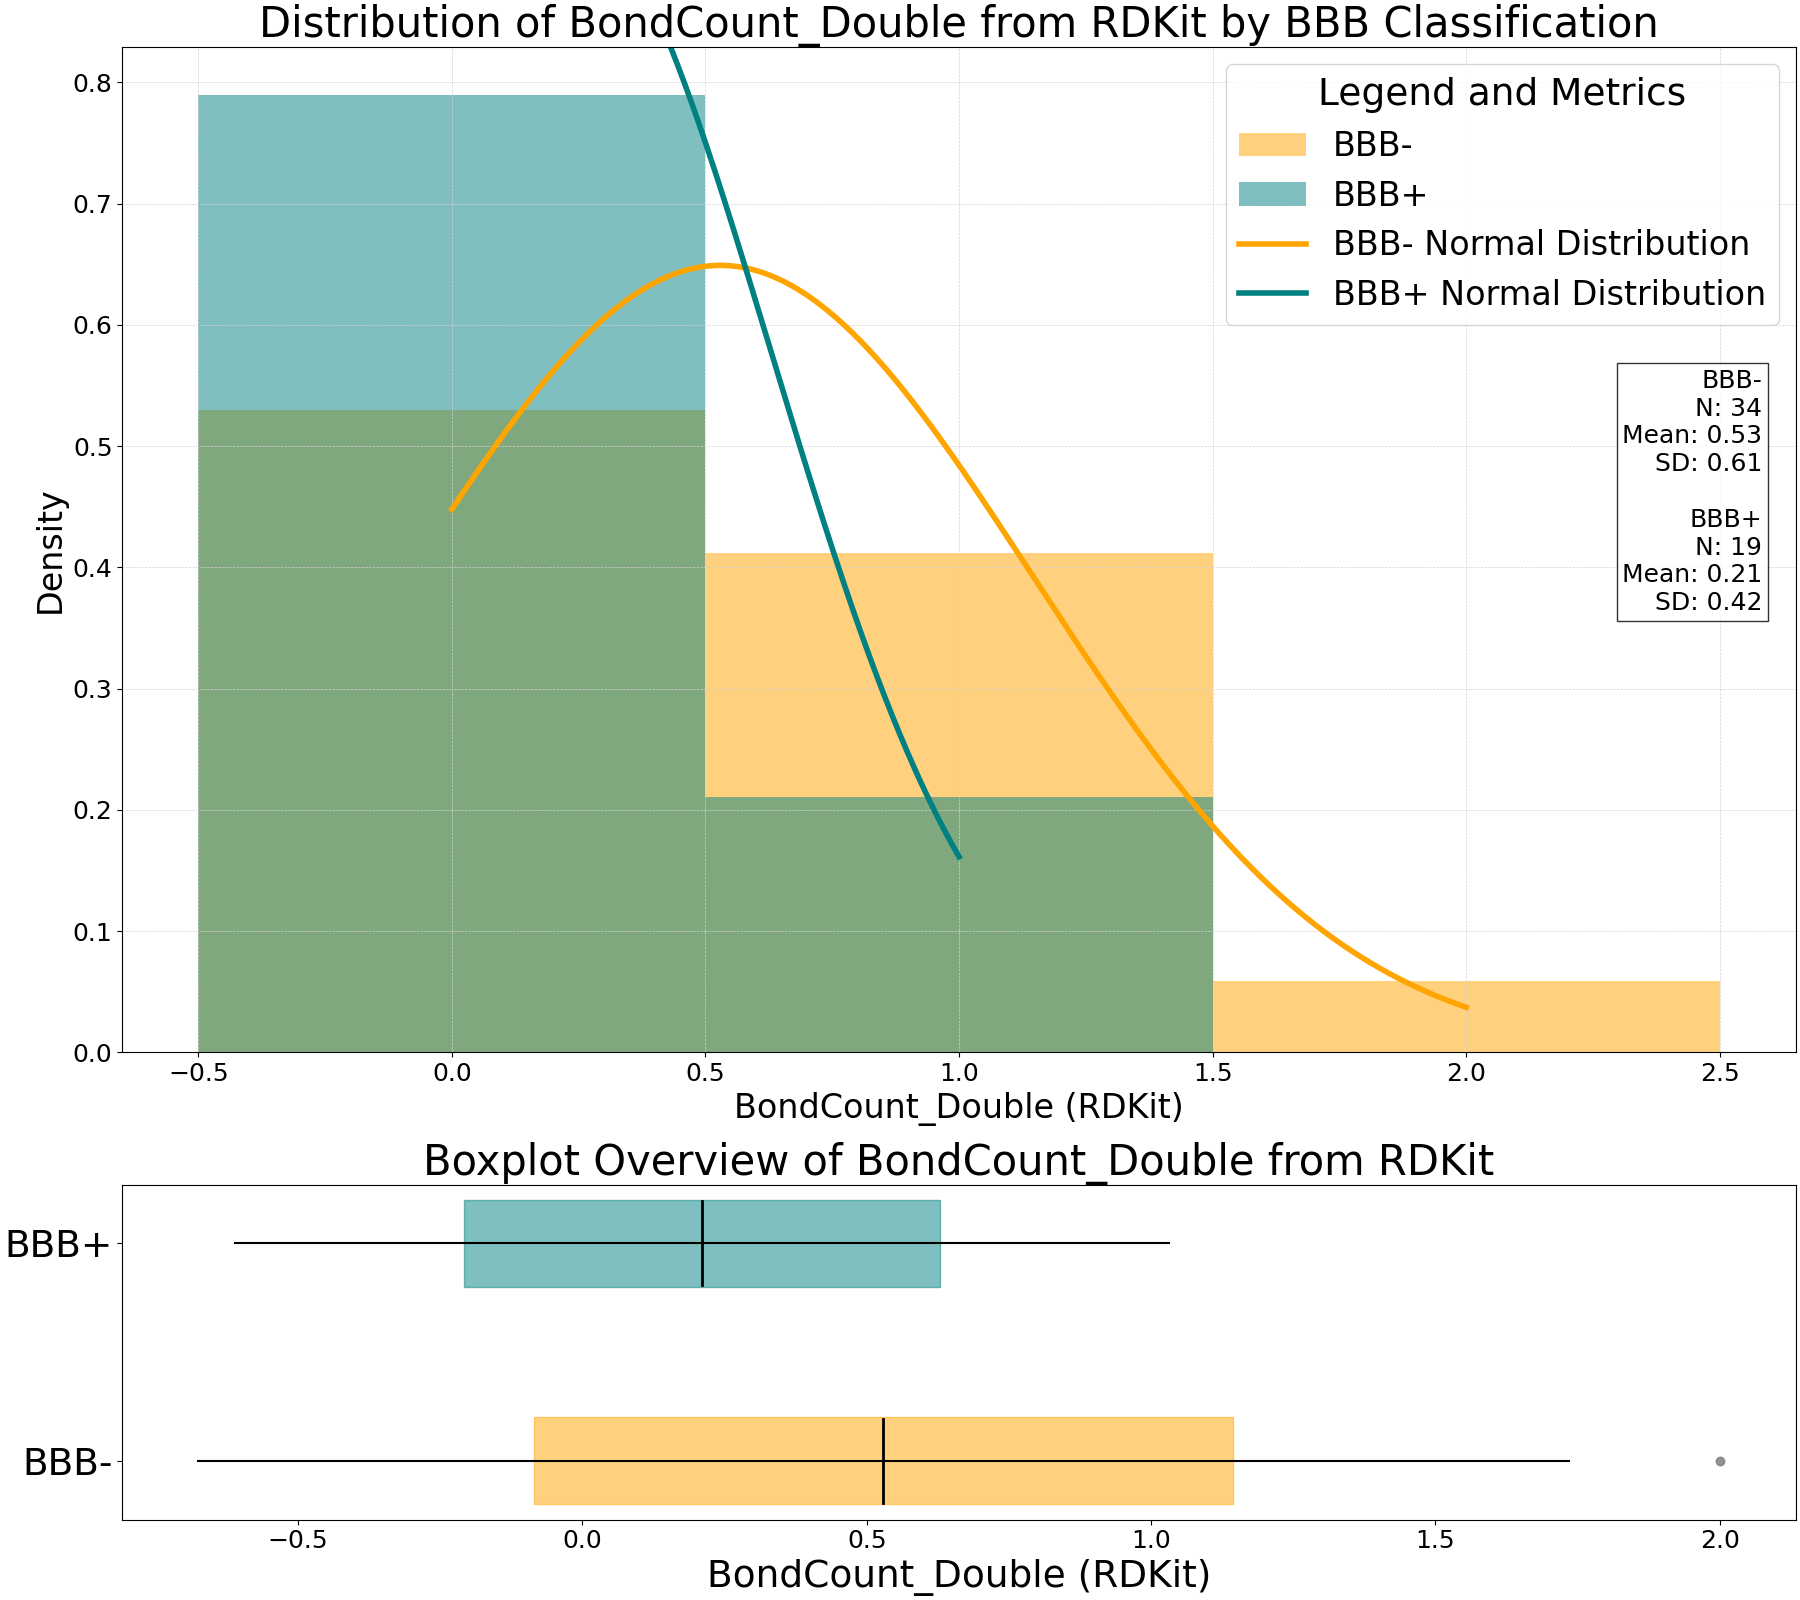 Distribution of BondCount_Double from RDKit by BBB Classification
Legend and Metrics
BBB-
BBB+
BBB- Normal Distribution
BBB+ Normal Distribution
BBB-
N: 34
Mean: 0.53
SD: 0.61
BBB+
N: 19
Mean: 0.21
SD: 0.42
Density
0.8
0.7
0.6
0.5
0.4
0.3
0.2
0.1
0.0
−0.5 0.0 0.5 1.0 1.5 2.0 2.5
BondCount_Double (RDKit)
Boxplot Overview of BondCount_Double from RDKit
BBB+
BBB-
−0.5 0.0 0.5 1.0 1.5 2.0
BondCount_Double (RDKit)